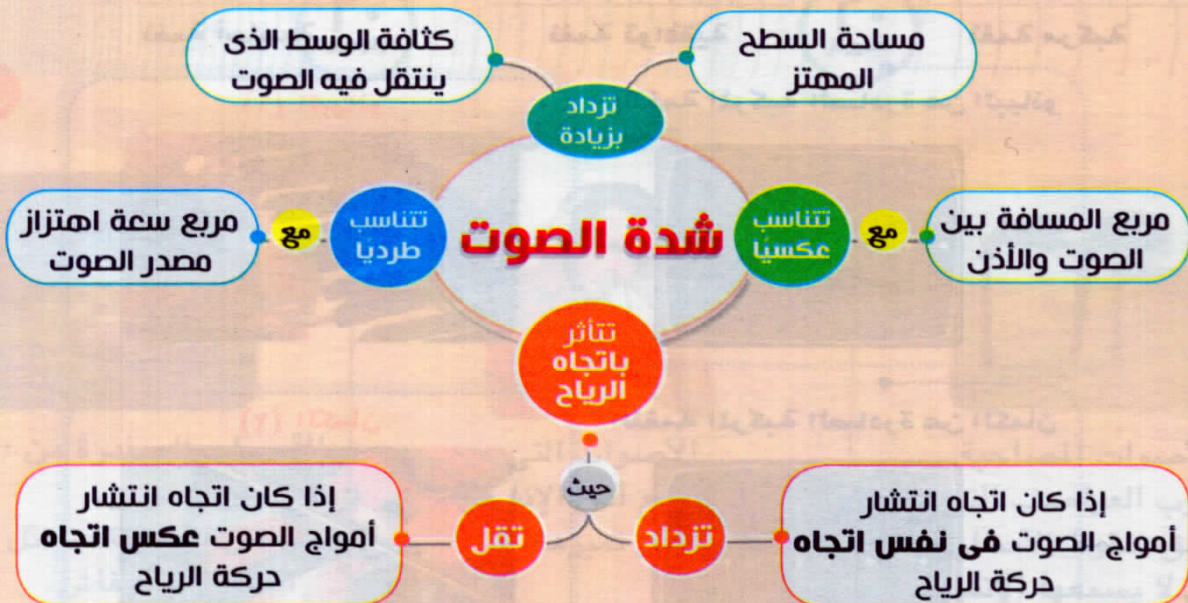 مساحة السطح
المهتز
كثافة الوسط الذى
ينتقل فيه الصوت
تزداد
بزيادة
شدة الصوت
تتناسب
عكسيًا
مع
مربع المسافة بين
الصوت والأذن
تتناسب
طرديًا
مع
مربع سعة اهتزاز
مصدر الصوت
تتأثر
باتجاه
الرياح
حيث
تزداد
إذا كان اتجاه انتشار
أمواج الصوت فى نفس اتجاه
حركة الرياح
تقل
إذا كان اتجاه انتشار
أمواج الصوت عكس اتجاه
حركة الرياح